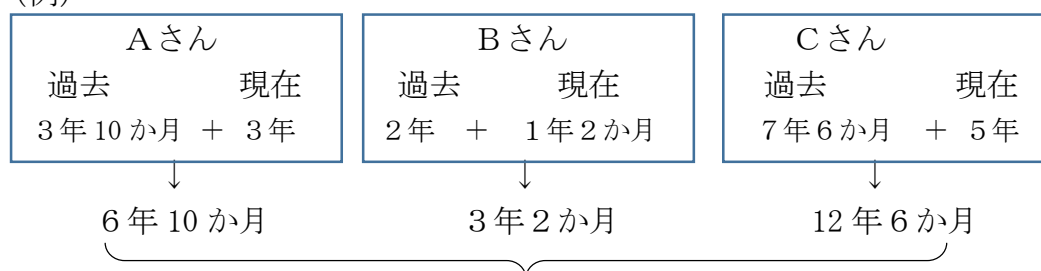 (例)
Ａさん Ｂさん Ｃさん
過去 現在 過去 現在 過去 現在
３年10か月 ＋ ３年 ２年 ＋ １年２か月 ７年６か月 ＋ ５年
↓ ↓ ↓
６年10か月 ３年２か月 12年６か月